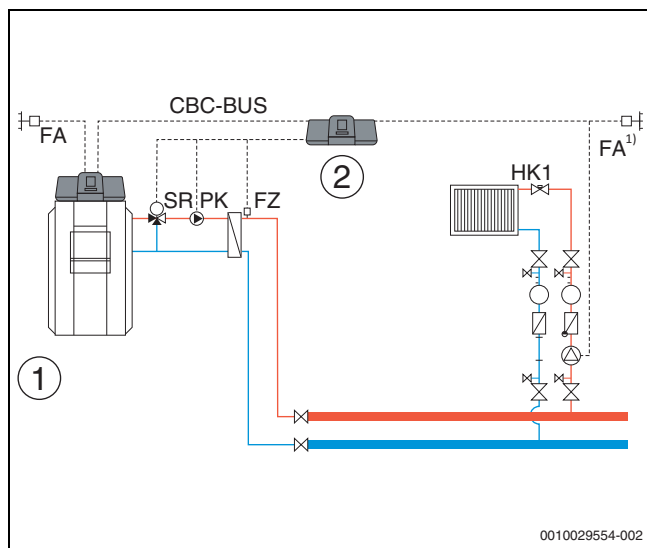 CBC-BUS
FA
FA1)
2
HK1
SR PK FZ
1
0010029554-002